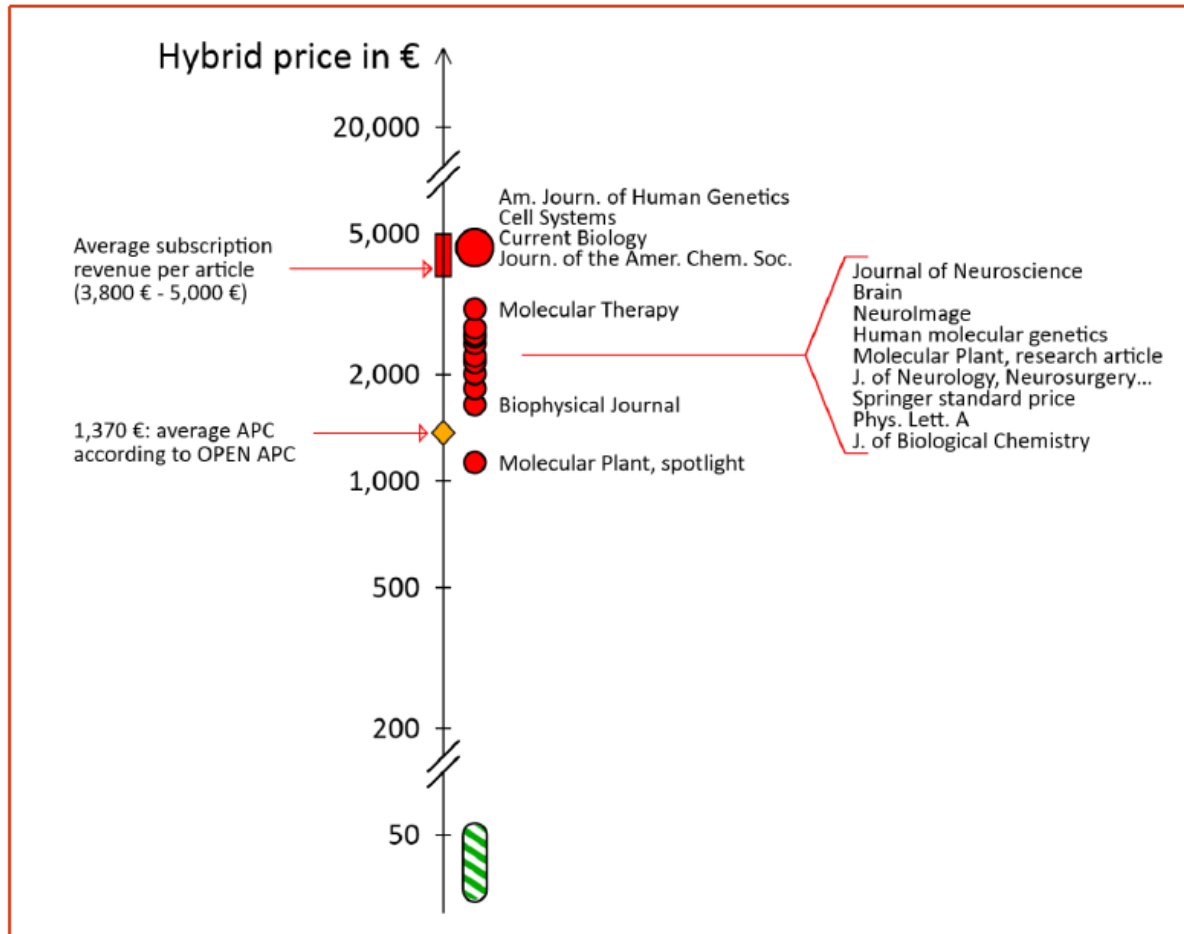 Hybrid price in €
20,000
5,000
2,000
1,000
500
200
50
Average subscription
revenue per article
(3,800 € - 5,000 €)
1,370 €: average APC
according to OPEN APC
Am. Journ. of Human Genetics
Cell Systems
Current Biology
Journ. of the Amer. Chem. Soc.
Molecular Therapy
Biophysical Journal
Molecular Plant, spotlight
Journal of Neuroscience
Brain
NeuroImage
Human molecular genetics
Molecular Plant, research article
J. of Neurology, Neurosurgery...
Springer standard price
Phys. Lett. A
J. of Biological Chemistry